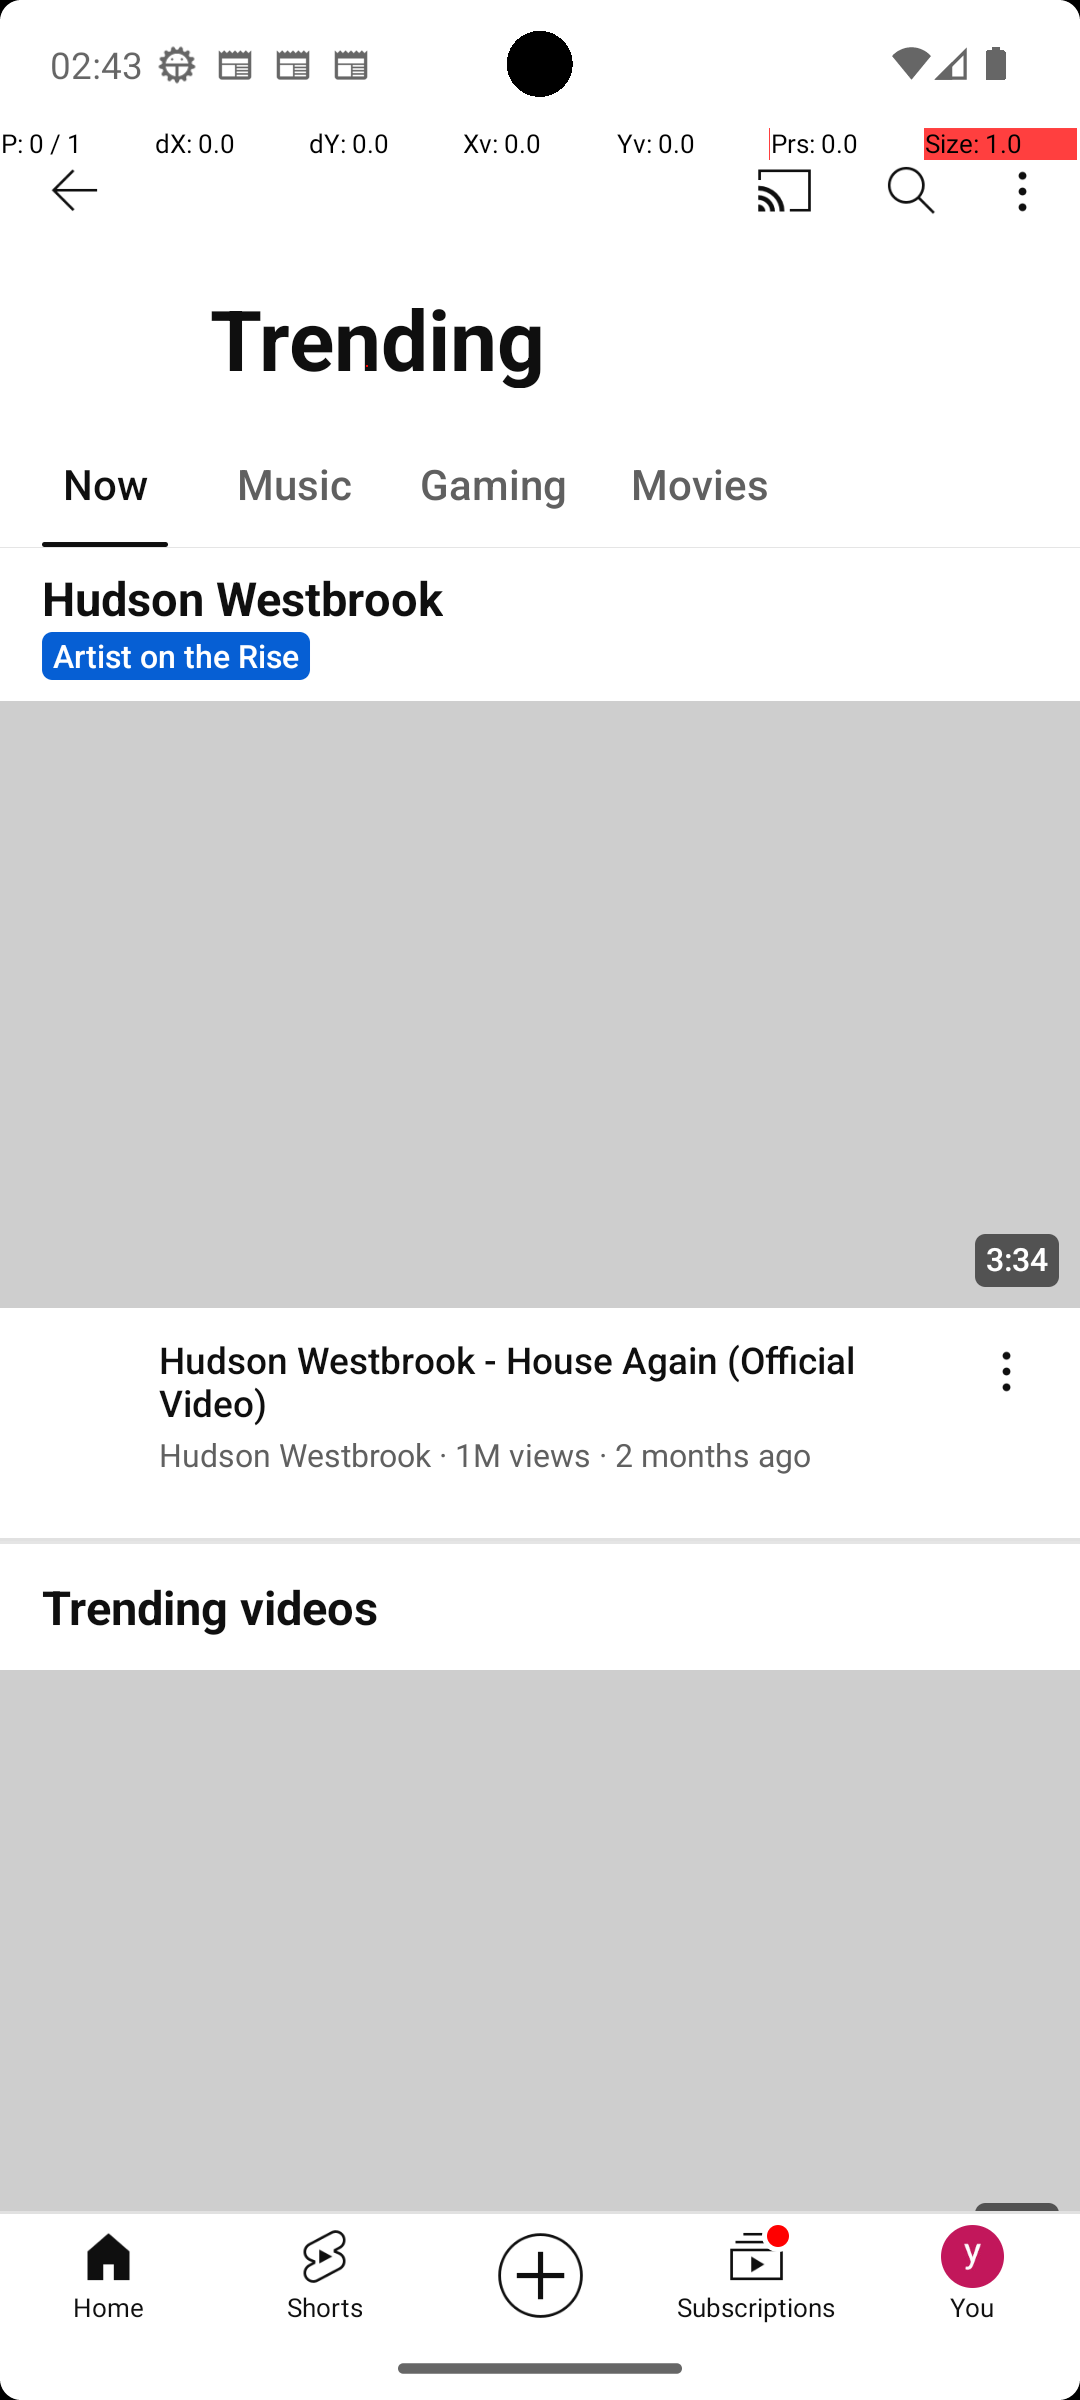 02:43
P: 0 / 1 dX: 0.0 dY: 0.0 Xv: 0.0 Yv: 0.0 Prs: 0.0 Size: 1.0
Trending
Now Music Gaming Movies
Hudson Westbrook
Artist on the Rise
3:34
Hudson Westbrook - House Again (Official
Video)
Hudson Westbrook · 1M views · 2 months ago
Trending videos
y
Home Shorts Subscriptions You